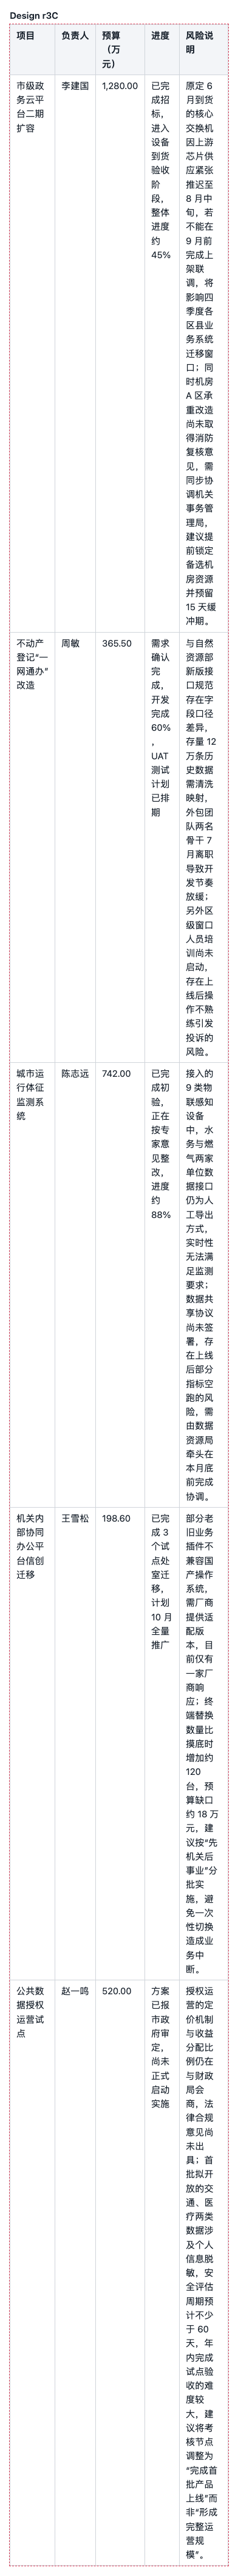 Design r3C
项目
负责人
预算
（万
元）
进度
风险说
明
市级政
务云平
台二期
扩容
李建国
1,280.00
已完
成招
标，
进入
设备
到货
验收
阶
段，
整体
进度
约
45%
原定 6
月到货
的核心
交换机
因上游
芯片供
应紧张
推迟至
8 月中
旬，若
不能在
9 月前
完成上
架联
调，将
影响四
季度各
区县业
务系统
迁移窗
口；同
时机房
A 区承
重改造
尚未取
得消防
复核意
见，需
同步协
调机关
事务管
理局，
建议提
前锁定
备选机
房资源
并预留
15 天缓
冲期。
不动产
登记“一
网通办”
改造
周敏
365.50
需求
确认
完
成，
开发
完成
60%
，
UAT
测试
计划
已排
期
与自然
资源部
新版接
口规范
存在字
段口径
差异，
存量 12
万条历
史数据
需清洗
映射，
外包团
队两名
骨干 7
月离职
导致开
发节奏
放缓；
另外区
级窗口
人员培
训尚未
启动，
存在上
线后操
作不熟
练引发
投诉的
风险。
城市运
行体征
监测系
统
陈志远
742.00
已完
成初
验，
正在
按专
家意
见整
改，
进度
约
88%
接入的
9 类物
联感知
设备
中，水
务与燃
气两家
单位数
据接口
仍为人
工导出
方式，
实时性
无法满
足监测
要求；
数据共
享协议
尚未签
署，存
在上线
后部分
指标空
跑的风
险，需
由数据
资源局
牵头在
本月底
前完成
协调。
机关内
部协同
办公平
台信创
迁移
王雪松
198.60
已完
成 3
个试
点处
室迁
移，
计划
10 月
全量
推广
部分老
旧业务
插件不
兼容国
产操作
系统，
需厂商
提供适
配版
本，目
前仅有
一家厂
商响
应；终
端替换
数量比
摸底时
增加约
120
台，预
算缺口
约 18 万
元，建
议按“先
机关后
事业”分
批实
施，避
免一次
性切换
造成业
务中
断。
公共数
据授权
运营试
点
赵一鸣
520.00
方案
已报
市政
府审
定，
尚未
正式
启动
实施
授权运
营的定
价机制
与收益
分配比
例仍在
与财政
局会
商，法
律合规
意见尚
未出
具；首
批拟开
放的交
通、医
疗两类
数据涉
及个人
信息脱
敏，安
全评估
周期预
计不少
于 60
天，年
内完成
试点验
收的难
度较
大，建
议将考
核节点
调整为
“完成首
批产品
上线”而
非“形成
完整运
营规
模”。